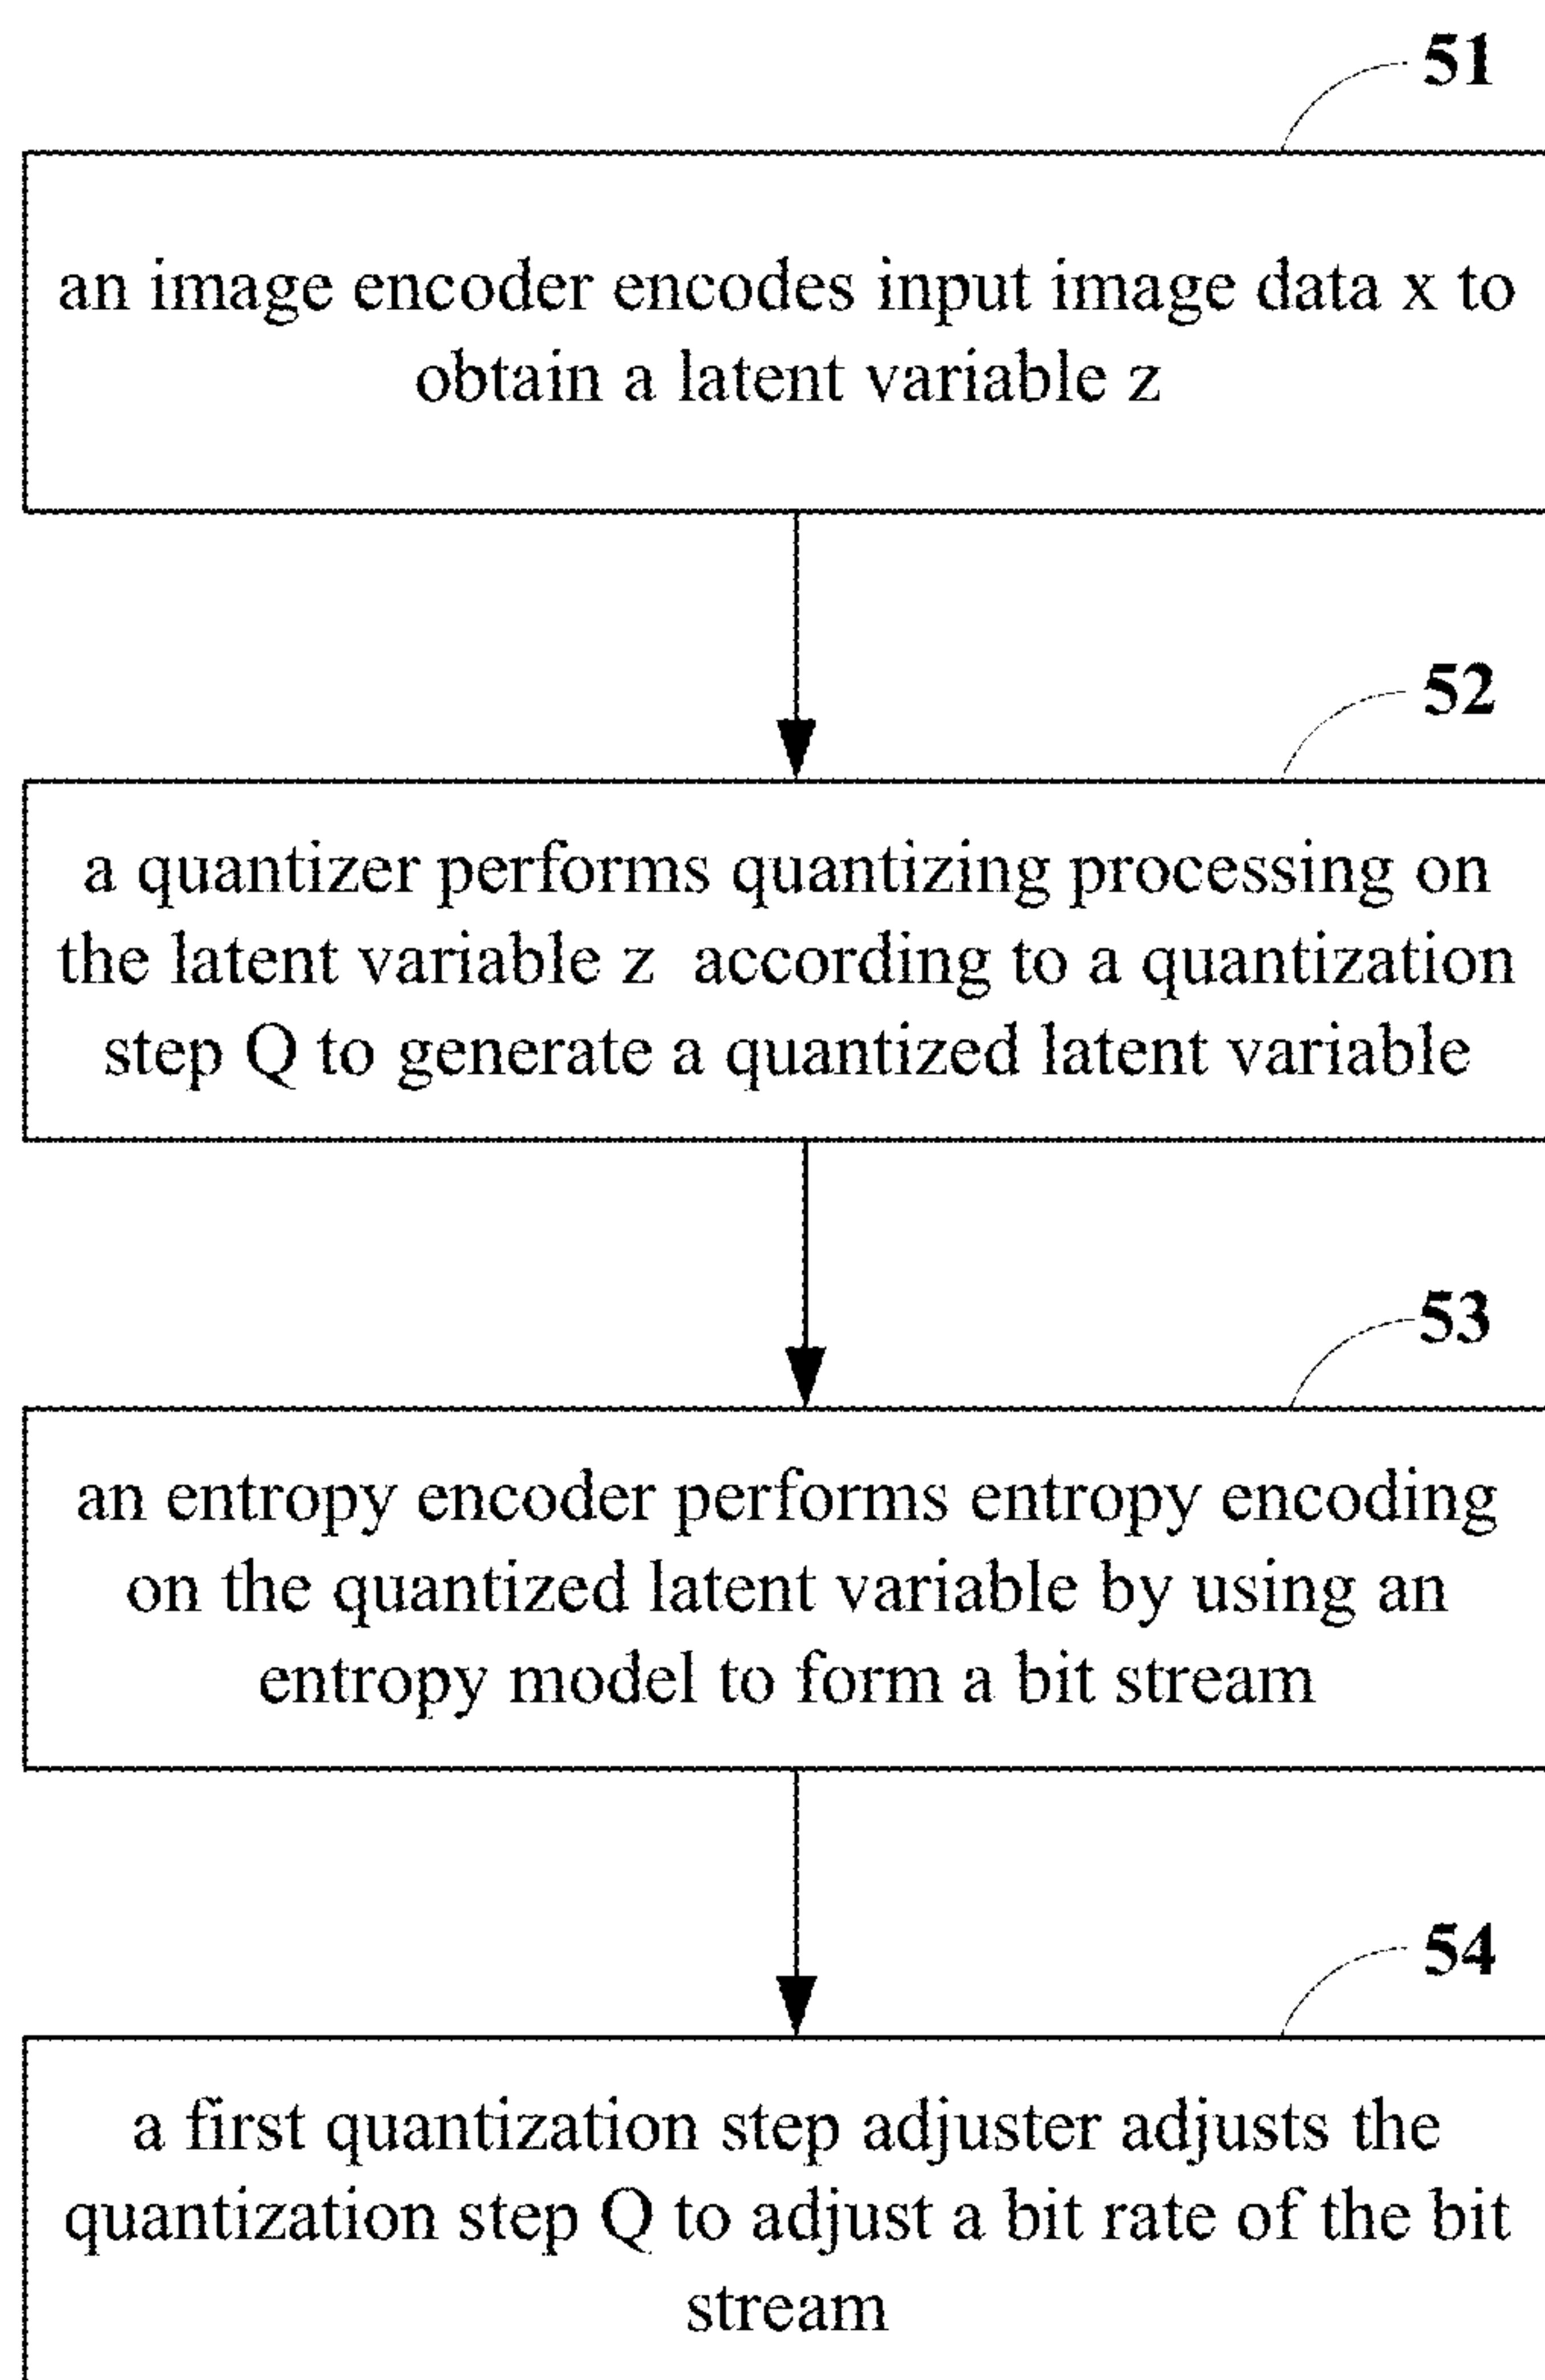 51
an image encoder encodes input image data x to
obtain a latent variable z
52
a quantizer performs quantizing processing on
the latent variable z according to a quantization
step Q to generate a quantized latent variable
53
an entropy encoder performs entropy encoding
on the quantized latent variable by using an
entropy model to form a bit stream
54
a first quantization step adjuster adjusts the
quantization step Q to adjust a bit rate of the bit
stream